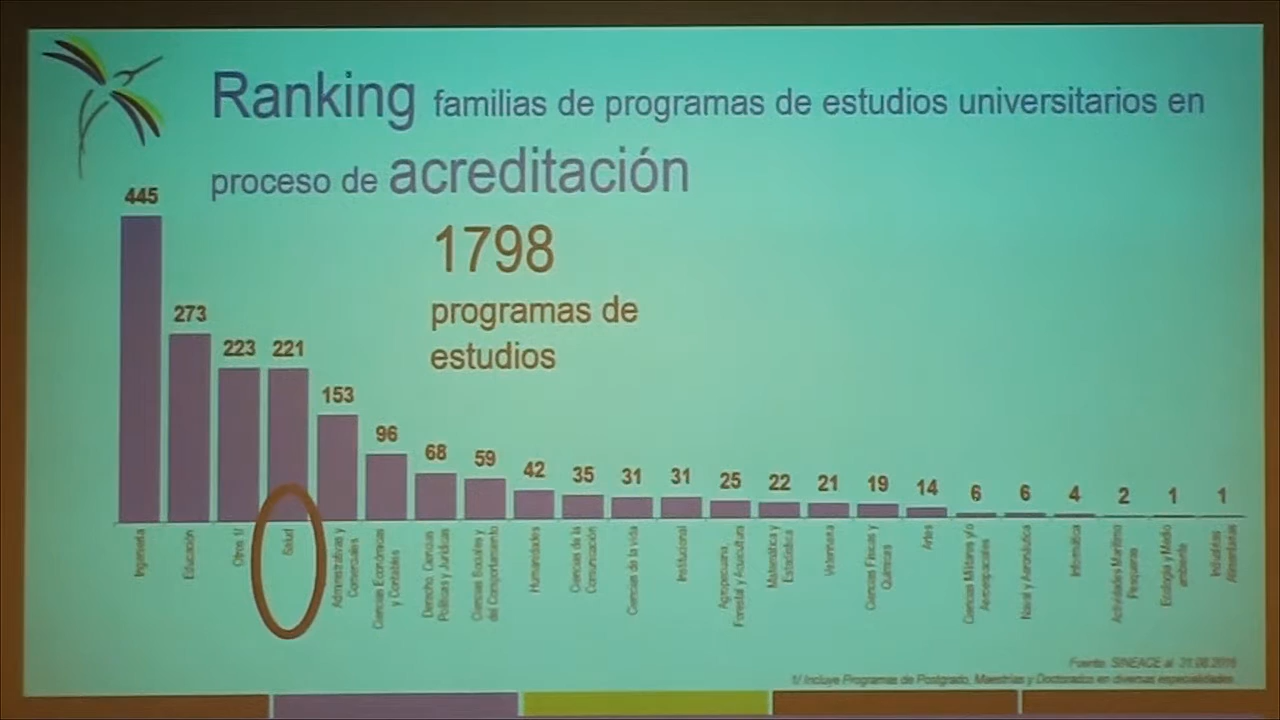 Ranking familias de programas de estudios universitarios en
proceso de acreditación
1798
programas de
estudios
445
273
223
221
153
96
68
59
42
35
31
31
25
22
21
19
14
6
6
4
2
1
1
Ingeniería
Educación
Otros 1/
Salud
Administrativas y
Comerciales
Ciencias Económicas
y Contables
Derecho, Ciencias
Políticas y Jurídicas
Ciencias Sociales y
del Comportamiento
Humanidades
Ciencias de la
Comunicación
Ciencias de la vida
Institucional
Agropecuaria,
Forestal y Acuicultura
Matemática y
Estadística
Veterinaria
Ciencias Físicas y
Químicas
Artes
Ciencias Militares y/o
Aeroespaciales
Naval y Aeronáutica
Informática
Actividades Marítimo
Pesqueras
Ecología y Medio
ambiente
Industrias
Alimentarias
Fuente: SINEACE al 31.08.2016
1/ Incluye Programas de Postgrado, Maestrías y Doctorados en diversas especialidades.